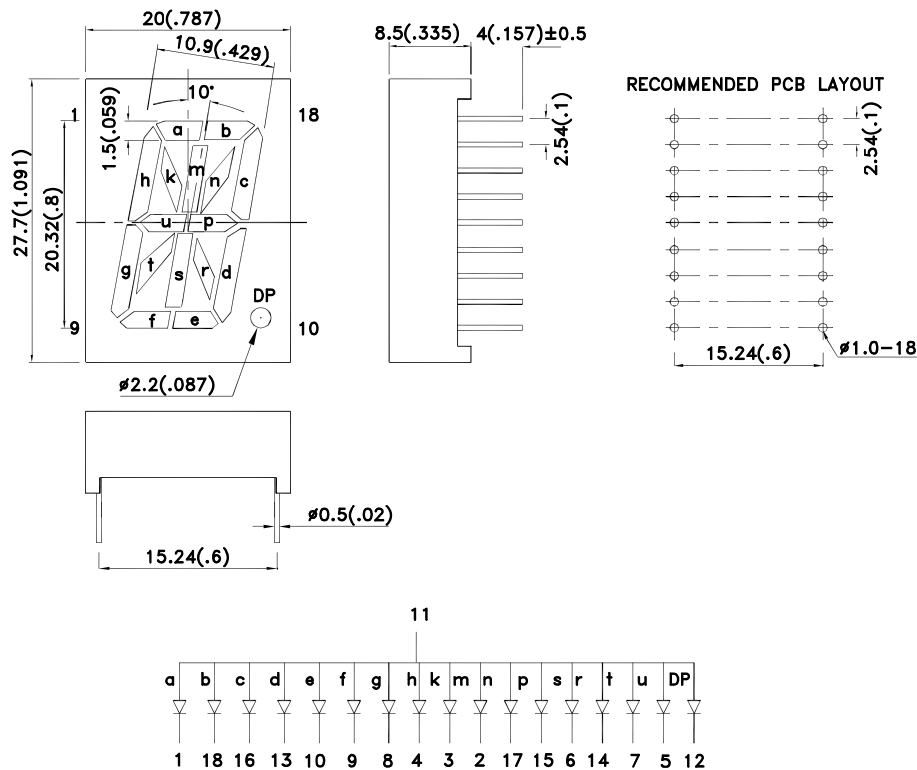 20(.787)
10.9(.429)
10°
1.5(.059)
27.7(1.091)
20.32(.8)
1
18
9
10
a b
h k m n c
u p
g t s r d
f e
DP
ø2.2(.087)
8.5(.335)
4(.157)±0.5
2.54(.1)
RECOMMENDED PCB LAYOUT
2.54(.1)
15.24(.6)
ø1.0-18
ø0.5(.02)
15.24(.6)
11
a b c d e f g h k m n p s r t u DP
1 18 16 13 10 9 8 4 3 2 17 15 6 14 7 5 12